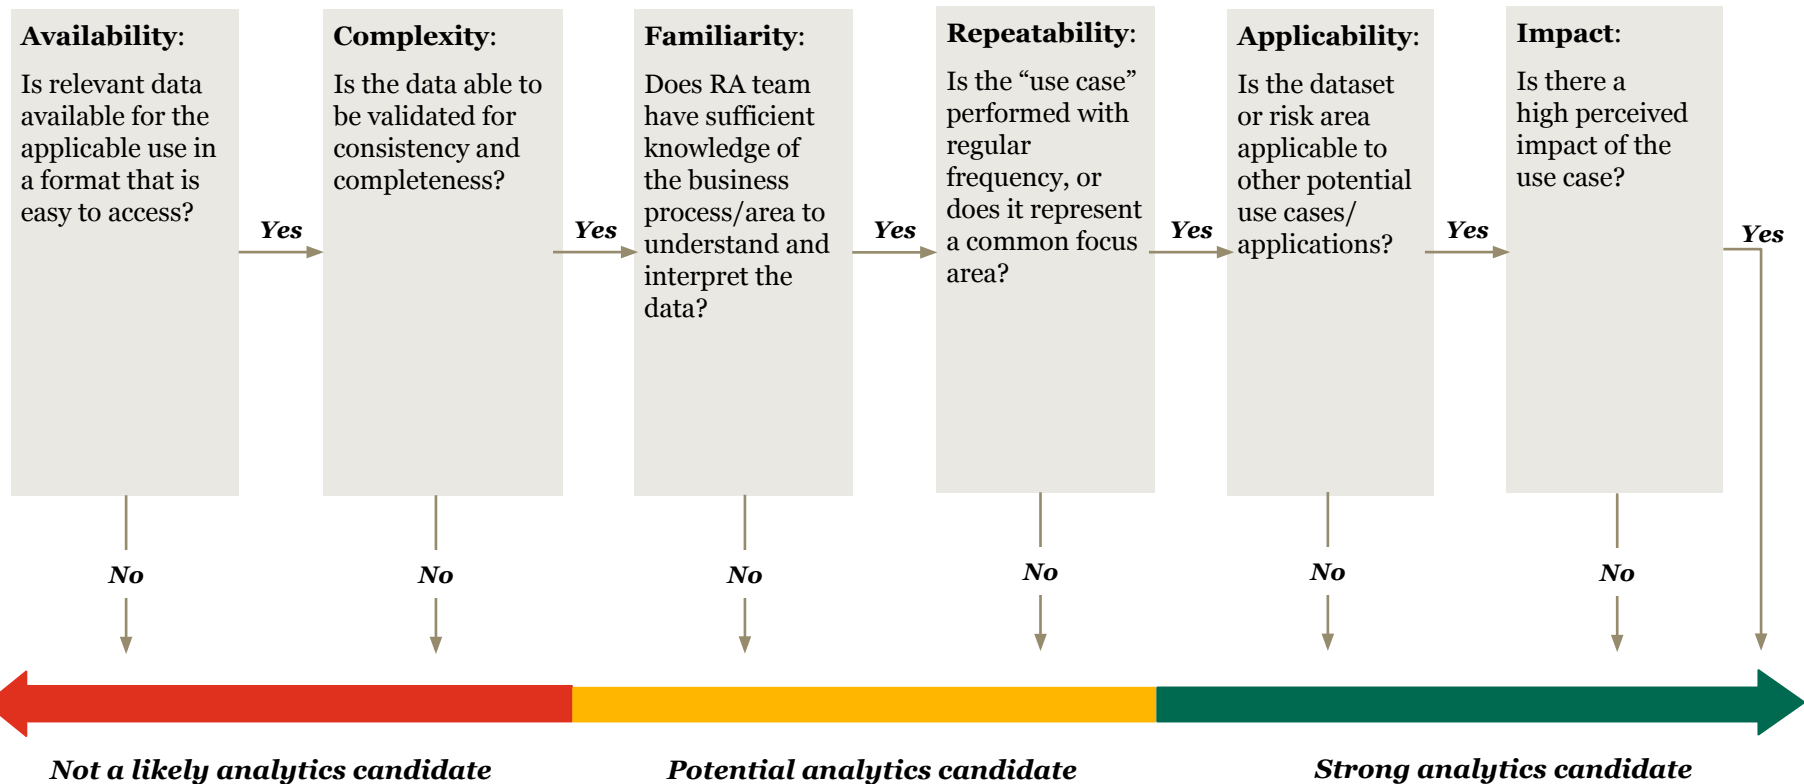 Availability:
Is relevant data
available for the
applicable use in
a format that is
easy to access?
Yes
Complexity:
Is the data able to
be validated for
consistency and
completeness?
Yes
Familiarity:
Does RA team
have sufficient
knowledge of
the business
process/area to
understand and
interpret the
data?
Yes
Repeatability:
Is the “use case”
performed with
regular
frequency, or
does it represent
a common focus
area?
Yes
Applicability:
Is the dataset
or risk area
applicable to
other potential
use cases/
applications?
Yes
Impact:
Is there a
high perceived
impact of the
use case?
Yes
No
No
No
No
No
No
Not a likely analytics candidate
Potential analytics candidate
Strong analytics candidate